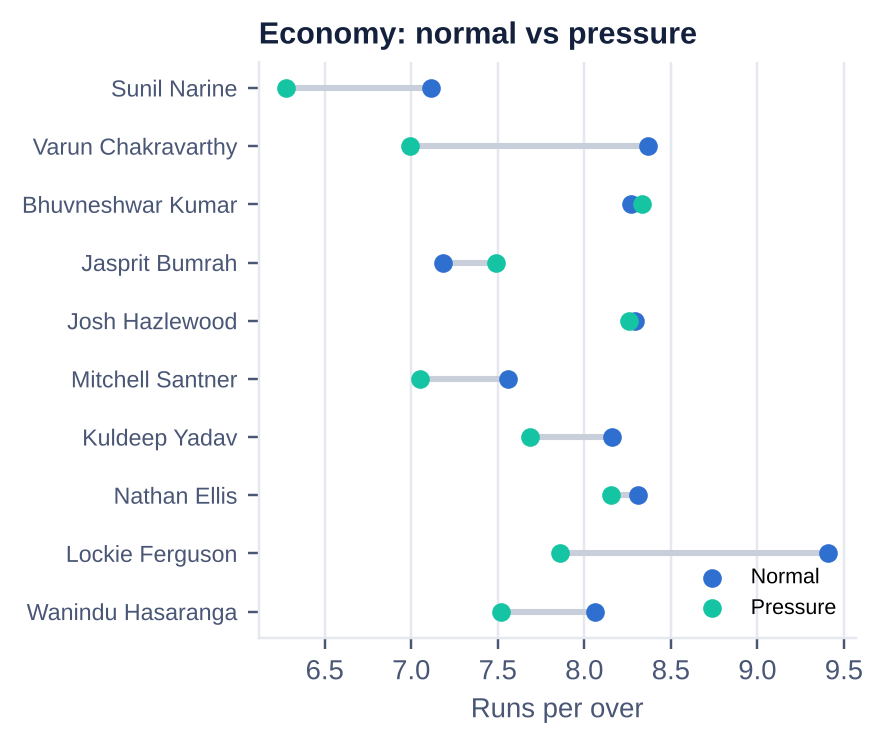 Economy: normal vs pressure
Sunil Narine
Varun Chakravarthy
Bhuvneshwar Kumar
Jasprit Bumrah
Josh Hazlewood
Mitchell Santner
Kuldeep Yadav
Nathan Ellis
Lockie Ferguson
Wanindu Hasaranga
Normal
Pressure
6.5 7.0 7.5 8.0 8.5 9.0 9.5
Runs per over